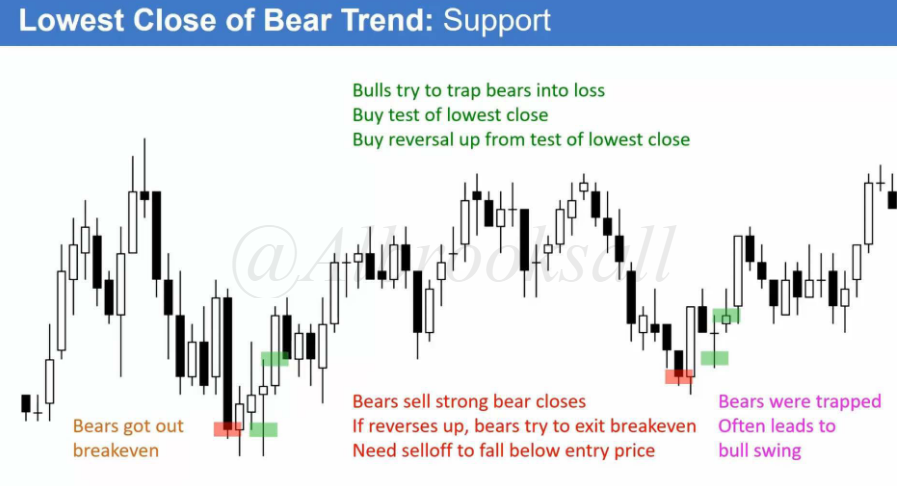 Lowest Close of Bear Trend: Support
Bulls try to trap bears into loss
Buy test of lowest close
Buy reversal up from test of lowest close
@Albrooksall
Bears got out
breakeven
Bears sell strong bear closes
If reverses up, bears try to exit breakeven
Need selloff to fall below entry price
Bears were trapped
Often leads to
bull swing